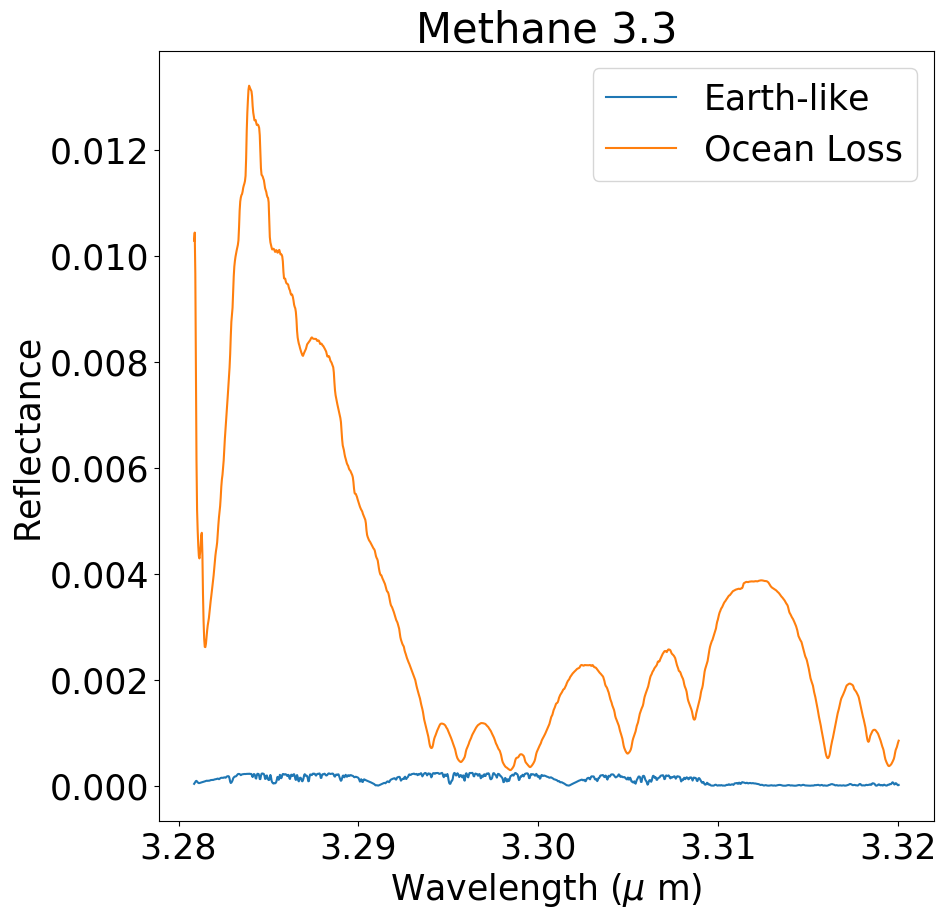 Methane 3.3
Earth-like
Ocean Loss
0.012
0.010
0.008
0.006
0.004
0.002
0.000
Reflectance
3.28 3.29 3.30 3.31 3.32
Wavelength (μ m)